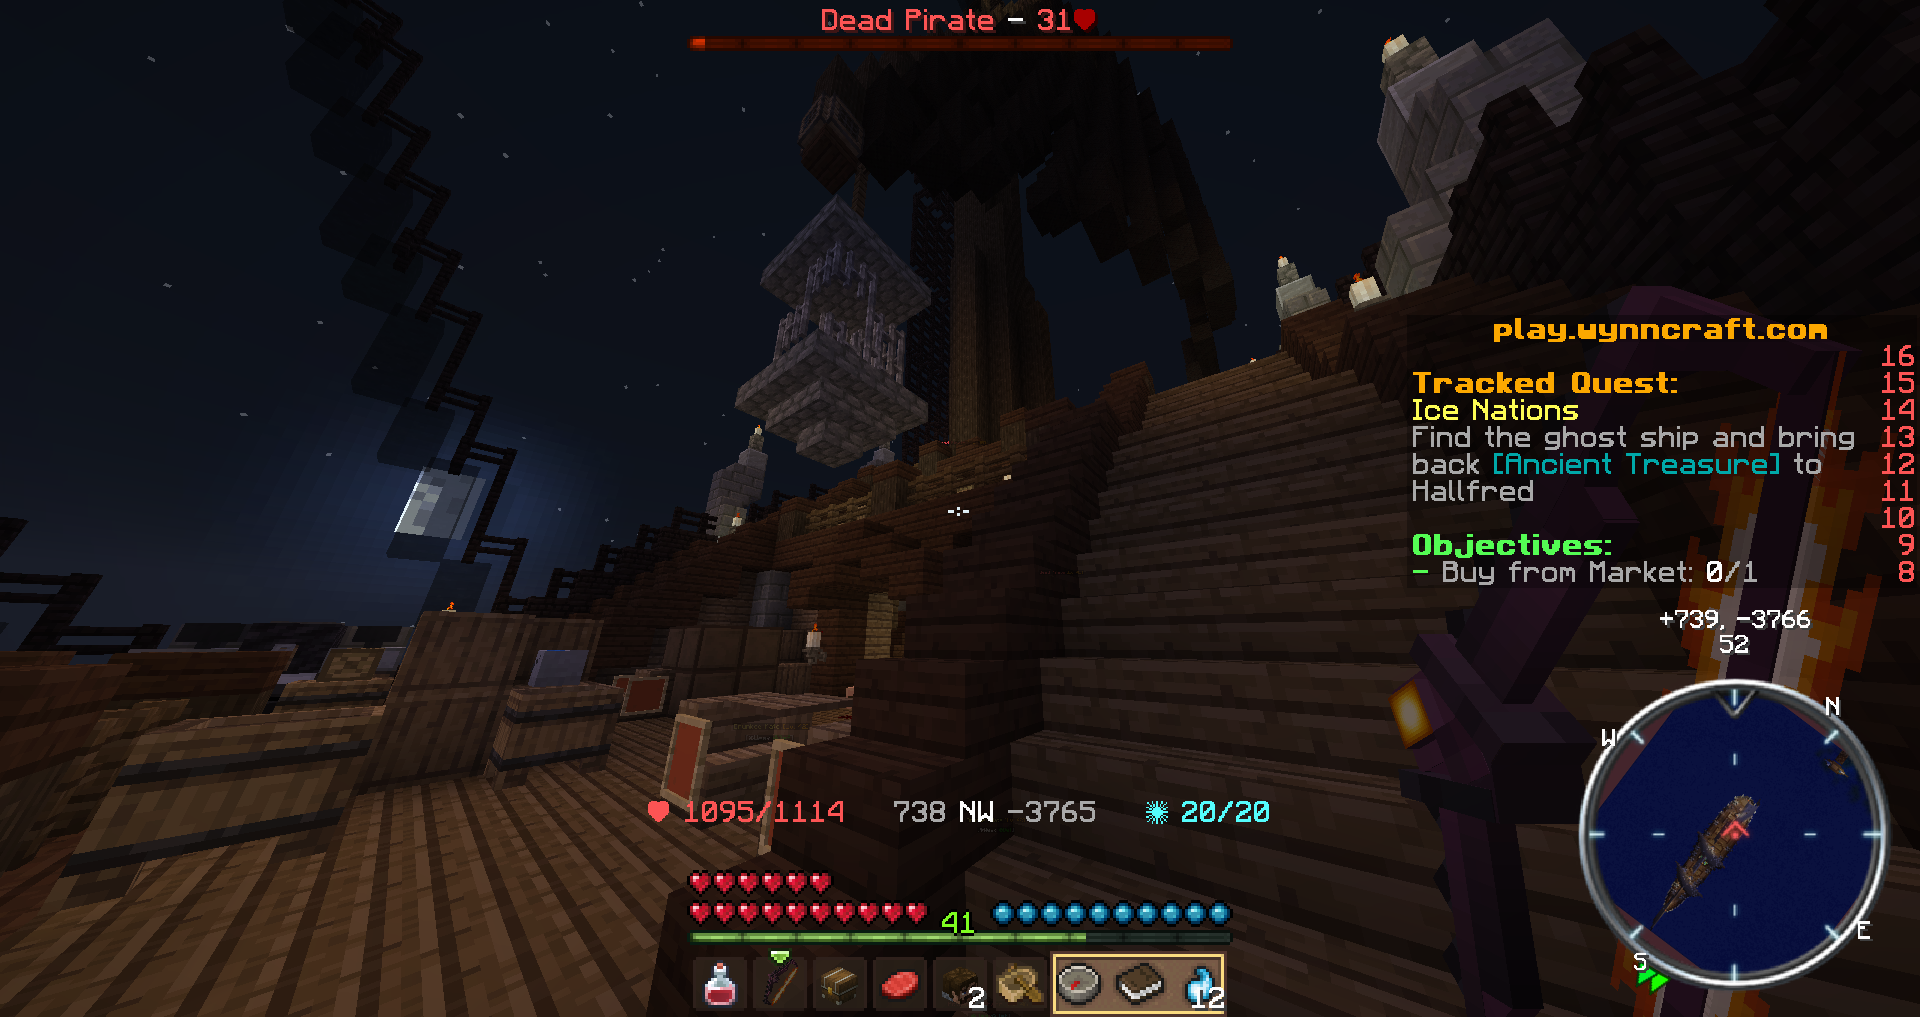 Dead Pirate - 31
play.wynncraft.com
16
Tracked Quest:
15
Ice Nations
14
Find the ghost ship and bring
13
back [Ancient Treasure] to
12
Hallfred
11
10
Objectives:
9
- Buy from Market: 0/1
8
+739, -3766
52
N
W
E
S
1095/1114
738 NW -3765
20/20
41
2
12